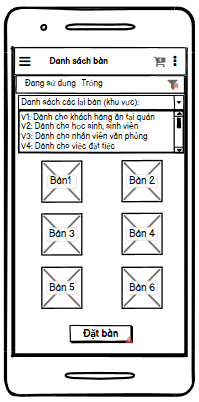 Danh sách bàn
Đang sử dụng Trống
Danh sách các lại bàn (khu vực):
V1: Dành cho khách hàng ăn tại quán
V2: Dành cho học sinh, sinh viên
V3: Dành cho nhân viên văn phòng
V4: Dành cho việc đặt tiệc
Bàn1
Bàn 2
Bàn 3
Bàn 4
Bàn 5
Bàn 6
Đặt bàn